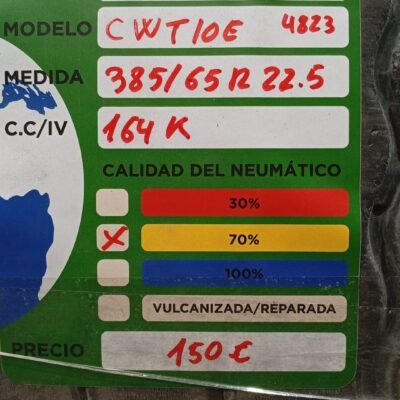 MODELO CWT10E 4823
MEDIDA 385/65 R 22.5
C.C/IV 164 K
CALIDAD DEL NEUMÁTICO
30%
70%
100%
VULCANIZADA/REPARADA
PRECIO 150 €